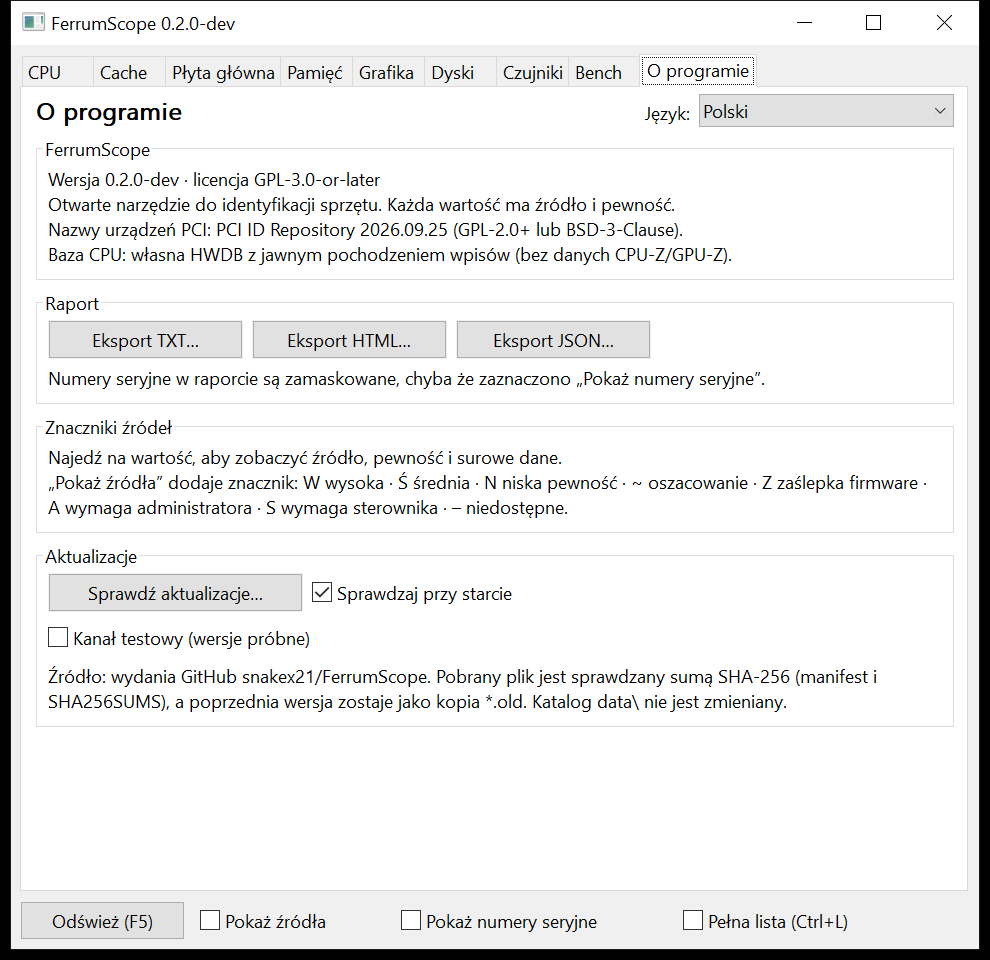 FerrumScope 0.2.0-dev
CPU Cache Płyta główna Pamięć Grafika Dyski Czujniki Bench O programie
O programie
Język: Polski
FerrumScope
Wersja 0.2.0-dev · licencja GPL-3.0-or-later
Otwarte narzędzie do identyfikacji sprzętu. Każda wartość ma źródło i pewność.
Nazwy urządzeń PCI: PCI ID Repository 2026.09.25 (GPL-2.0+ lub BSD-3-Clause).
Baza CPU: własna HWDB z jawnym pochodzeniem wpisów (bez danych CPU-Z/GPU-Z).
Raport
Eksport TXT... Eksport HTML... Eksport JSON...
Numery seryjne w raporcie są zamaskowane, chyba że zaznaczono „Pokaż numery seryjne”.
Znaczniki źródeł
Najedź na wartość, aby zobaczyć źródło, pewność i surowe dane.
„Pokaż źródła” dodaje znacznik: W wysoka · Ś średnia · N niska pewność · ~ oszacowanie · Z zaślepka firmware ·
A wymaga administratora · S wymaga sterownika · – niedostępne.
Aktualizacje
Sprawdź aktualizacje... Sprawdzaj przy starcie
Kanał testowy (wersje próbne)
Źródło: wydania GitHub snakex21/FerrumScope. Pobrany plik jest sprawdzany sumą SHA-256 (manifest i
SHA256SUMS), a poprzednia wersja zostaje jako kopia *.old. Katalog data\ nie jest zmieniany.
Odśwież (F5) Pokaż źródła Pokaż numery seryjne Pełna lista (Ctrl+L)